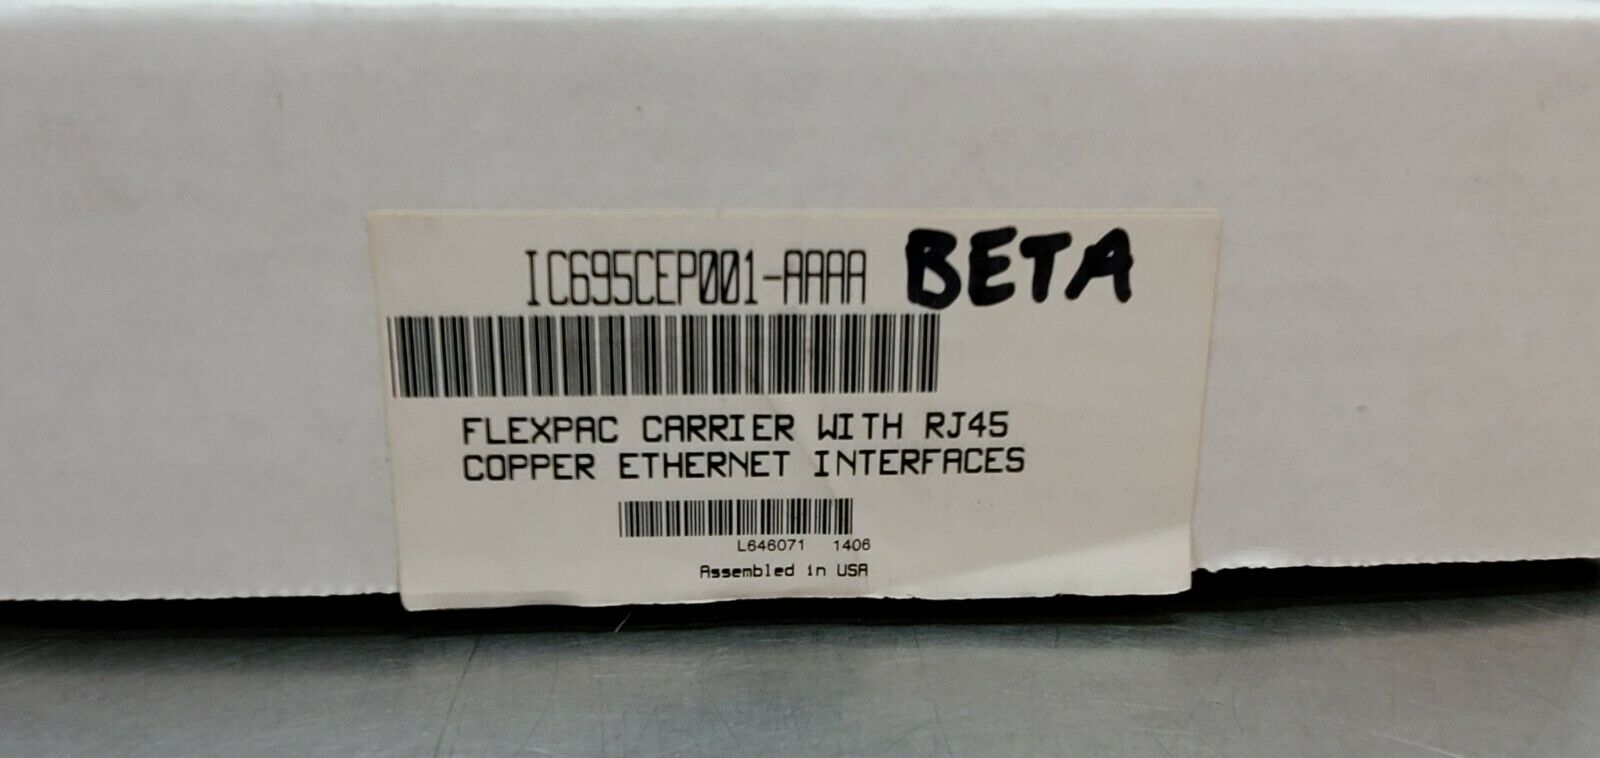 IC695CEP001-AAAA BETA
FLEXPAC CARRIER WITH RJ45
COPPER ETHERNET INTERFACES
L646071 1406
Assembled in USA